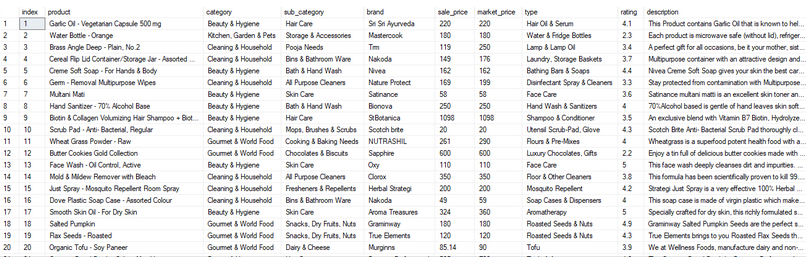 index product category sub_category brand sale_price market_price type rating description
1 1 Garlic Oil - Vegetarian Capsule 500 mg Beauty & Hygiene Hair Care Sri Sri Ayurveda 220 220 Hair Oil & Serum 4.1 This Product contains Garlic Oil that is known to hel...
2 2 Water Bottle - Orange Kitchen, Garden & Pets Storage & Accessories Mastercook 180 180 Water & Fridge Bottles 2.3 Each product is microwave safe (without lid), refriger...
3 3 Brass Angle Deep - Plain, No.2 Cleaning & Household Pooja Needs Trm 119 250 Lamp & Lamp Oil 3.4 A perfect gift for all occasions, be it your mother, sist...
4 4 Cereal Flip Lid Container/Storage Jar - Assorted ... Cleaning & Household Bins & Bathroom Ware Nakoda 149 176 Laundry, Storage Baskets 3.7 Multipurpose container with an attractive design and...
5 5 Creme Soft Soap - For Hands & Body Beauty & Hygiene Bath & Hand Wash Nivea 162 162 Bathing Bars & Soaps 4.4 Nivea Creme Soft Soap gives your skin the best car...
6 6 Germ - Removal Multipurpose Wipes Cleaning & Household All Purpose Cleaners Nature Protect 169 199 Disinfectant Spray & Cleaners 3.3 Stay protected from contamination with Multipurpose...
7 7 Multani Mati Beauty & Hygiene Skin Care Satinance 58 58 Face Care 3.6 Satinance multani matti is an excellent skin toner an...
8 8 Hand Sanitizer - 70% Alcohol Base Beauty & Hygiene Bath & Hand Wash Bionova 250 250 Hand Wash & Sanitizers 4 70%Alcohol based is gentle of hand leaves skin soft...
9 9 Biotin & Collagen Volumizing Hair Shampoo + Biot... Beauty & Hygiene Hair Care StBotanica 1098 1098 Shampoo & Conditioner 3.5 An exclusive blend with Vitamin B7 Biotin, Hydrolyze...
10 10 Scrub Pad - Anti- Bacterial, Regular Cleaning & Household Mops, Brushes & Scrubs Scotch brite 20 20 Utensil Scrub-Pad, Glove 4.3 Scotch Brite Anti- Bacterial Scrub Pad thoroughly cl...
11 11 Wheat Grass Powder - Raw Gourmet & World Food Cooking & Baking Needs NUTRASHIL 261 290 Flours & Pre-Mixes 4 Wheatgrass is a superfood potent health food with a...
12 12 Butter Cookies Gold Collection Gourmet & World Food Chocolates & Biscuits Sapphire 600 600 Luxury Chocolates, Gifts 2.2 Enjoy a tin full of delicious butter cookies made with ...
13 13 Face Wash - Oil Control, Active Beauty & Hygiene Skin Care Oxy 110 110 Face Care 5 This face wash deeply cleanses dirt and impurities. ...
14 14 Mold & Mildew Remover with Bleach Cleaning & Household All Purpose Cleaners Clorox 350 350 Floor & Other Cleaners 3.8 This formula has been scientifically proven to kill 99...
15 15 Just Spray - Mosquito Repellent Room Spray Cleaning & Household Fresheners & Repellents Herbal Strategi 200 200 Mosquito Repellent 4.2 Strategi Just Spray is a very effective 100% Herbal ...
16 16 Dove Plastic Soap Case - Assorted Colour Cleaning & Household Bins & Bathroom Ware Nakoda 49 59 Soap Cases & Dispensers 4 This soap case is made of virgin plastic which make...
17 17 Smooth Skin Oil - For Dry Skin Beauty & Hygiene Skin Care Aroma Treasures 324 360 Aromatherapy 5 Specially crafted for dry skin, this richly formulated s...
18 18 Salted Pumpkin Gourmet & World Food Snacks, Dry Fruits, Nuts Graminway 180 180 Roasted Seeds & Nuts 4.9 Graminway Salted Pumpkin Seeds are the perfect s...
19 19 Flax Seeds - Roasted Gourmet & World Food Snacks, Dry Fruits, Nuts True Elements 120 120 Roasted Seeds & Nuts 4.3 True Elements brings to you Roasted Flax Seeds wh...
20 20 Organic Tofu - Soy Paneer Gourmet & World Food Dairy & Cheese Murginns 85.14 90 Tofu 3.9 We at Wellness Foods, manufacture dairy and non-...